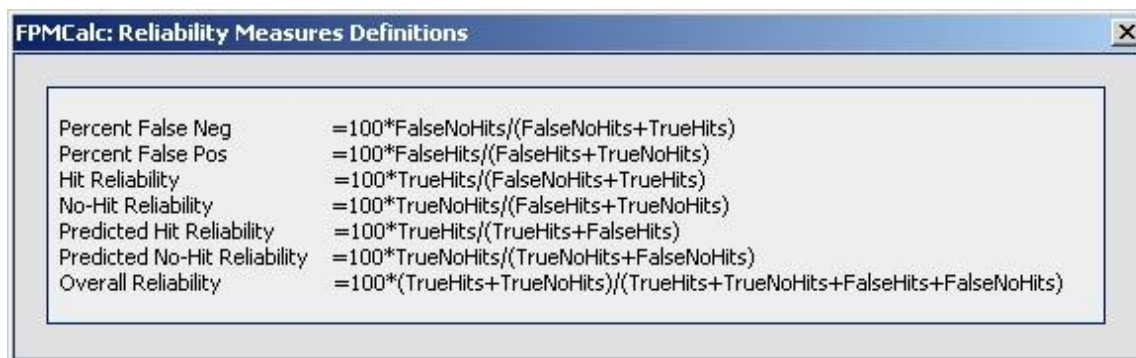 FPMCalc: Reliability Measures Definitions
Percent False Neg =100*FalseNoHits/(FalseNoHits+TrueHits)
Percent False Pos =100*FalseHits/(FalseHits+TrueNoHits)
Hit Reliability =100*TrueHits/(FalseNoHits+TrueHits)
No-Hit Reliability =100*TrueNoHits/(FalseHits+TrueNoHits)
Predicted Hit Reliability =100*TrueHits/(TrueHits+FalseHits)
Predicted No-Hit Reliability =100*TrueNoHits/(TrueNoHits+FalseNoHits)
Overall Reliability =100*(TrueHits+TrueNoHits)/(TrueHits+TrueNoHits+FalseHits+FalseNoHits)